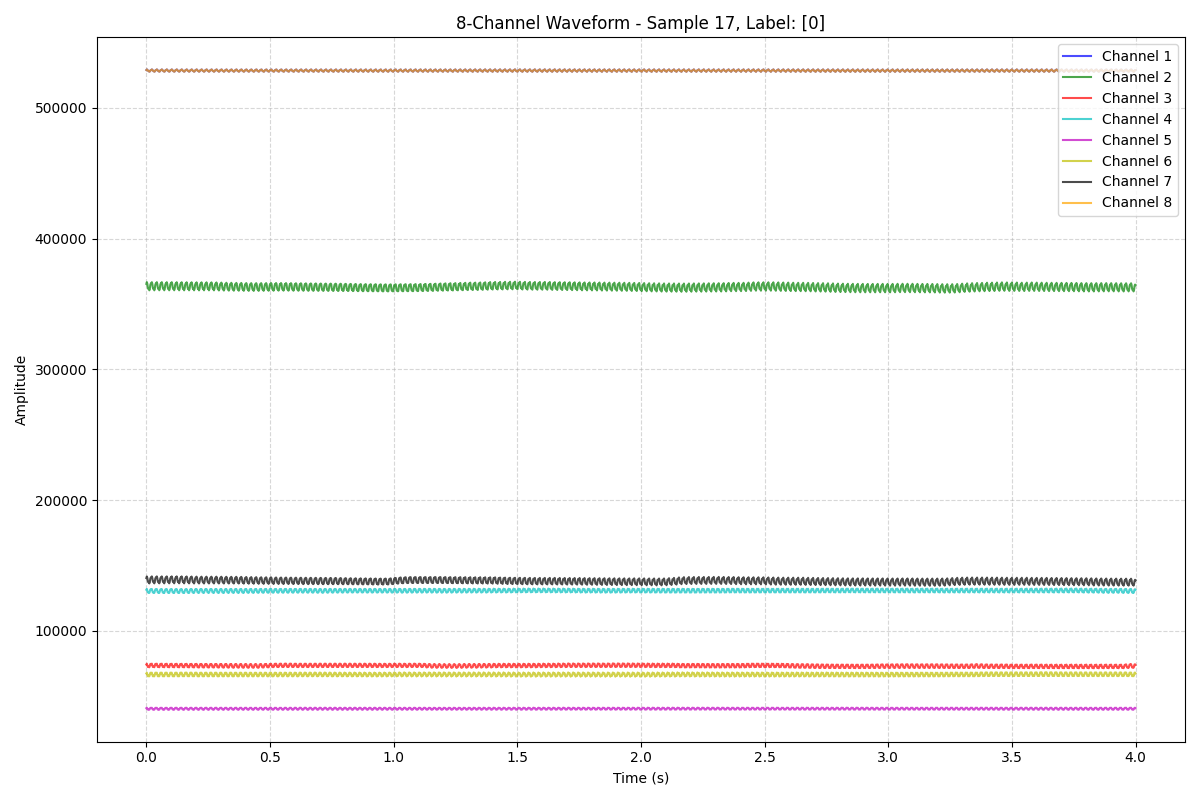 8-Channel Waveform - Sample 17, Label: [0]
Channel 1
Channel 2
Channel 3
Channel 4
Channel 5
Channel 6
Channel 7
Channel 8
500000
400000
300000
200000
100000
Amplitude
0.0 0.5 1.0 1.5 2.0 2.5 3.0 3.5 4.0
Time (s)